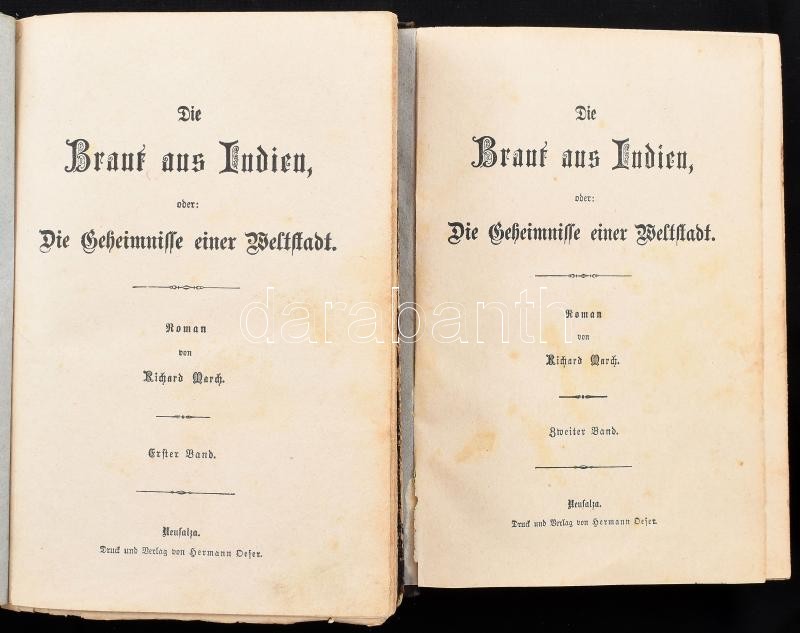 Die
Braut aus Indien,
oder:
Die Geheimnisse einer Weltstadt.
Roman
von
Richard March.
Erster Band.
Neusalza.
Druck und Verlag von Hermann Oeser.
Die
Braut aus Indien,
oder:
Die Geheimnisse einer Weltstadt.
Roman
von
Richard March.
Zweiter Band.
Neusalza.
Druck und Verlag von Hermann Oeser.
darabanth